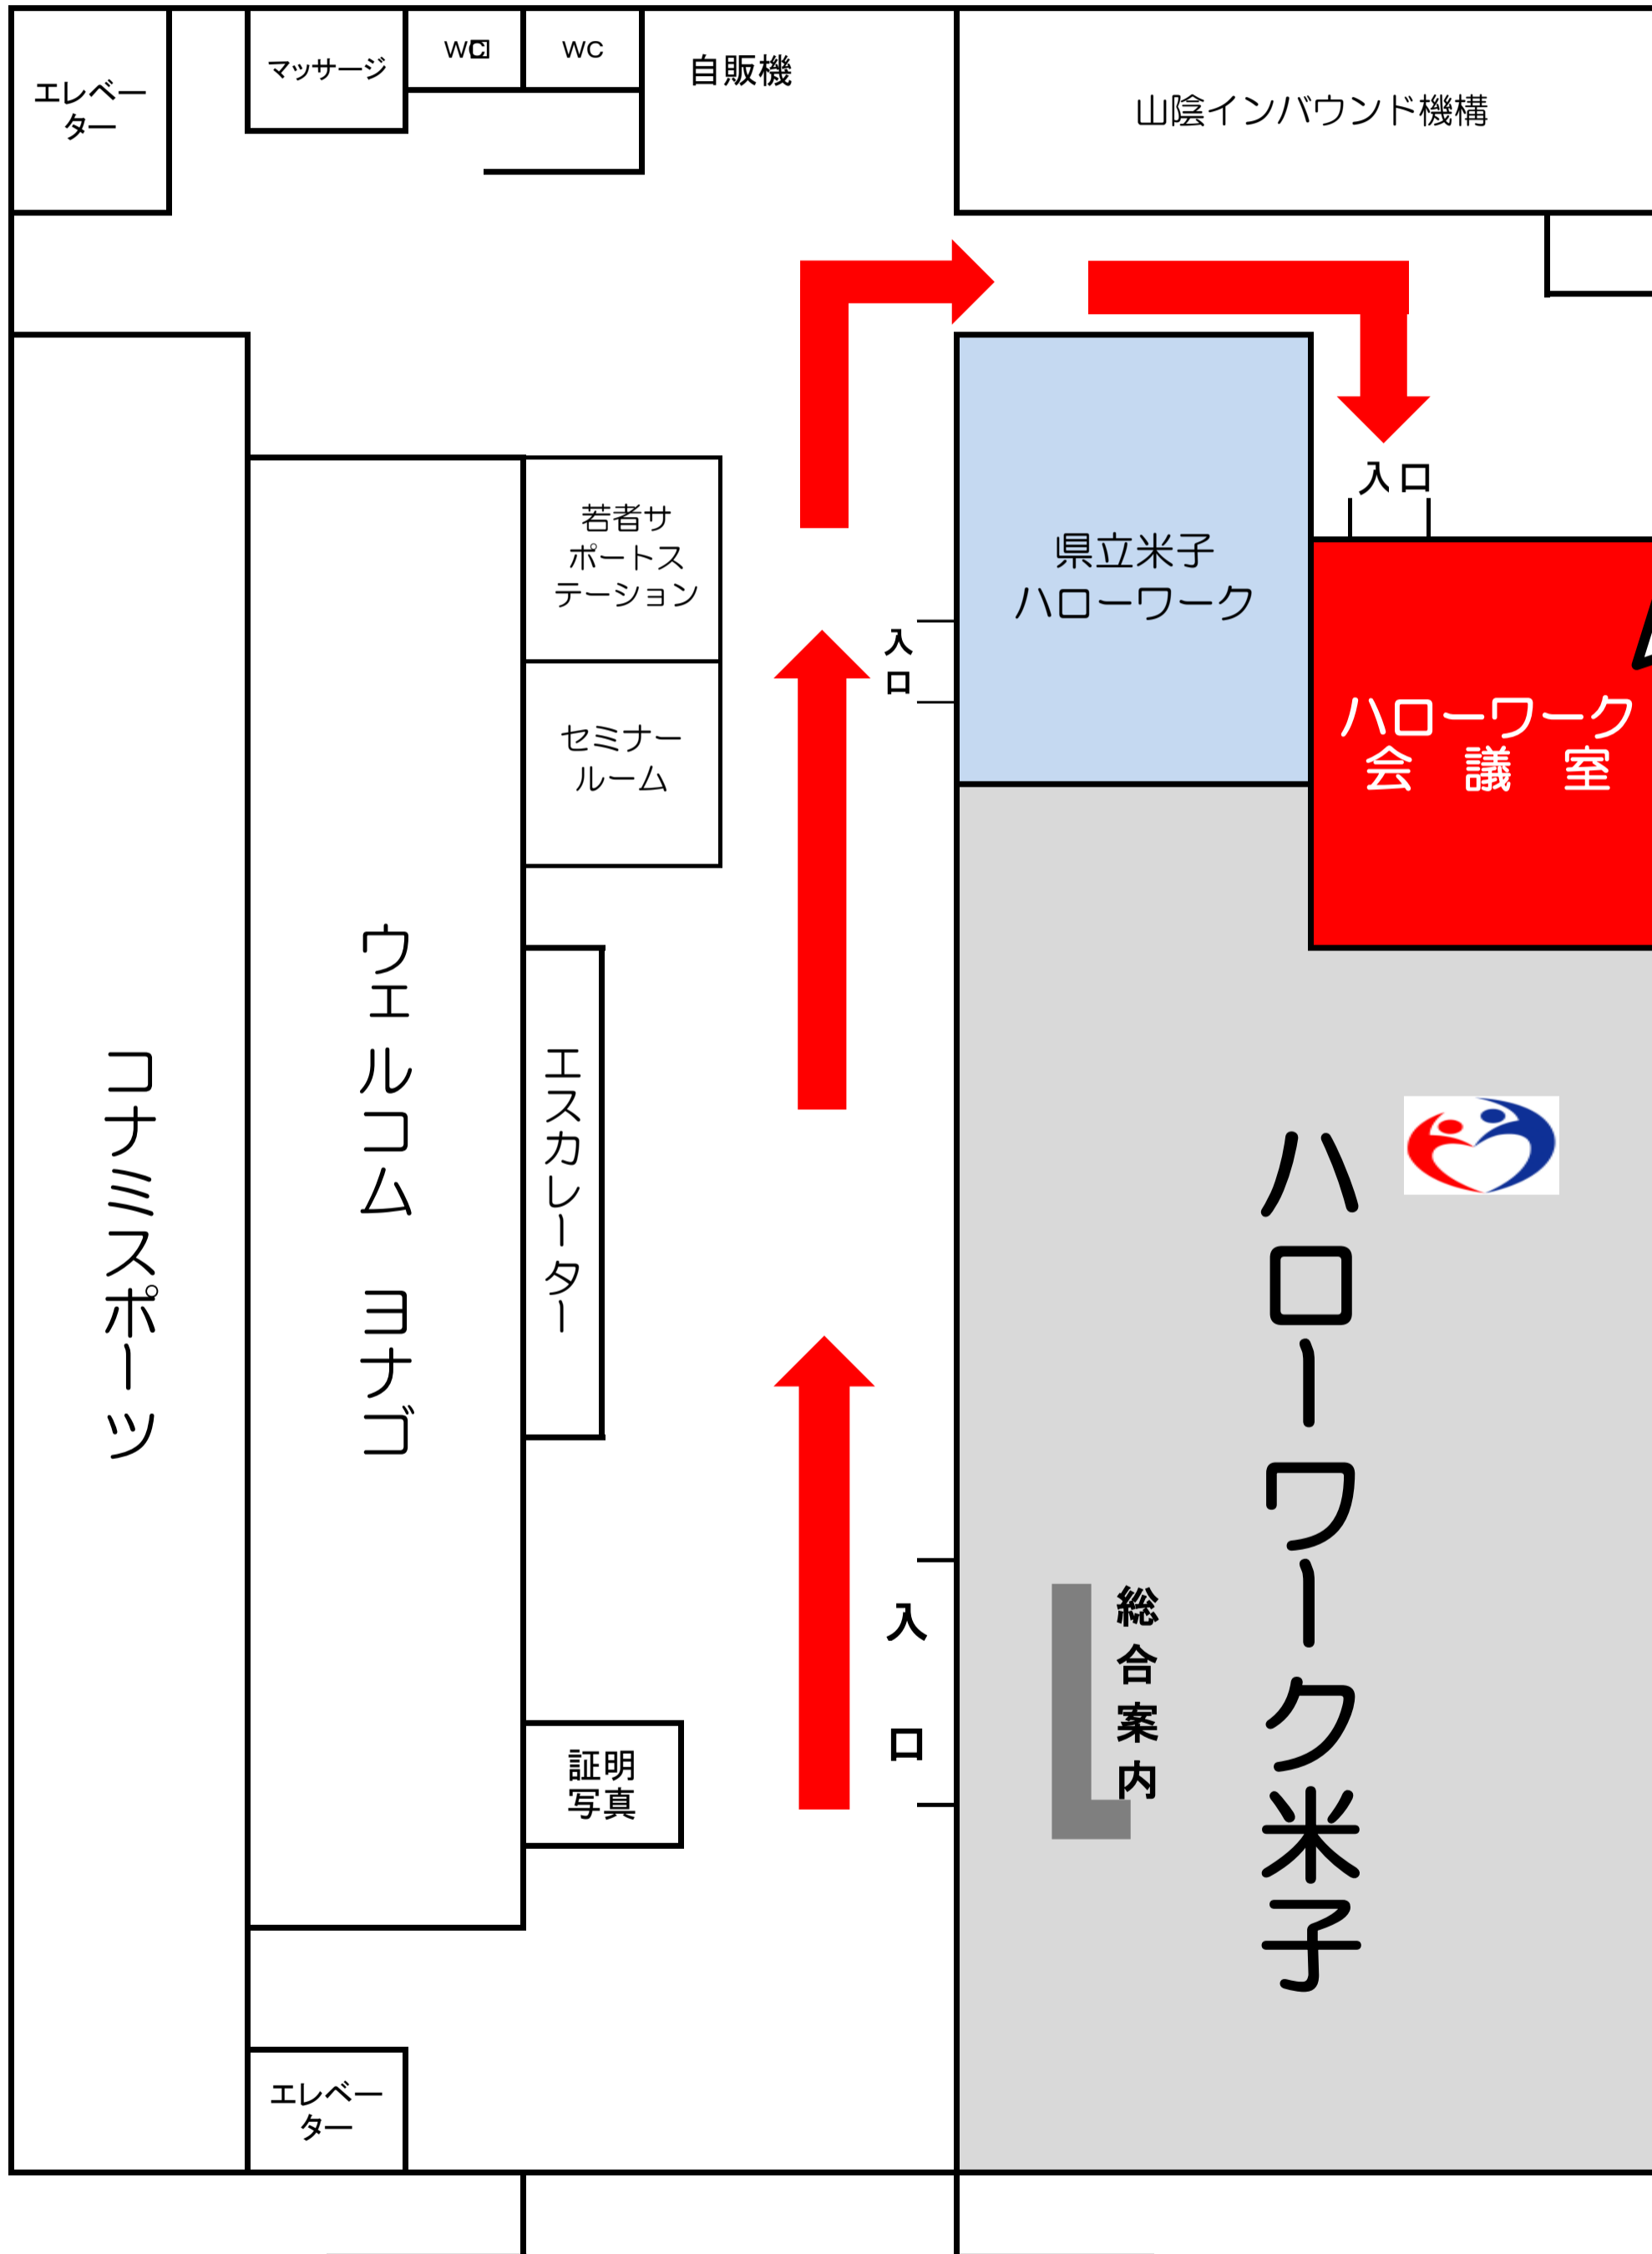 エレベー
ター
マッサージ
WC
WC
自販機
山陰インバウンド機構
入口
若者サ
ポートス
テーション
県立米子
ハローワーク
入口
セミナー
ルーム
ハローワーク
会議室
ウェルコム ヨナゴ
コナミスポーツ
エスカレーター
ハローワーク米子
入口
総合案内
証明
写真
エレベー
ター